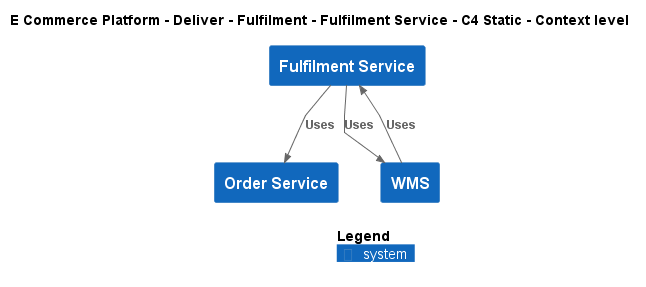 E Commerce Platform - Deliver - Fulfilment - Fulfilment Service - C4 Static - Context level
Fulfilment Service
Uses
Uses
Uses
Order Service
WMS
Legend
system